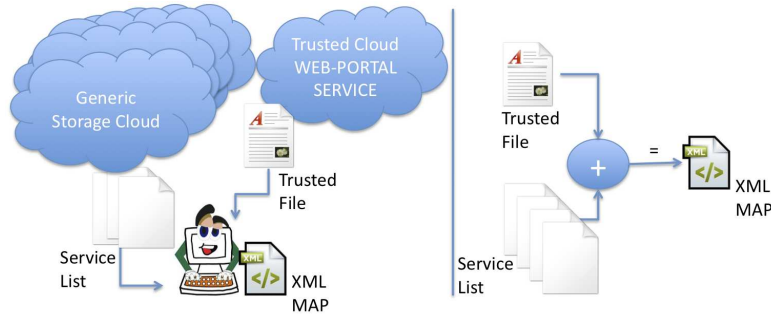 Generic
Storage Cloud
Trusted Cloud
WEB-PORTAL
SERVICE
A
Trusted
File
Service
List
XML
</>
XML
MAP
A
Trusted
File
+
=
XML
</>
XML
MAP
Service
List